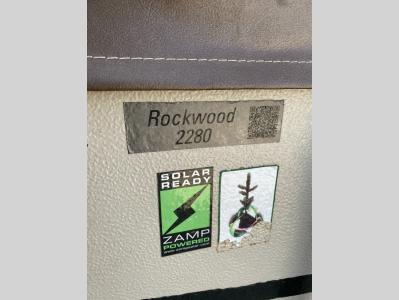 Rockwood
2280
SOLAR
READY
ZAMP
POWERED